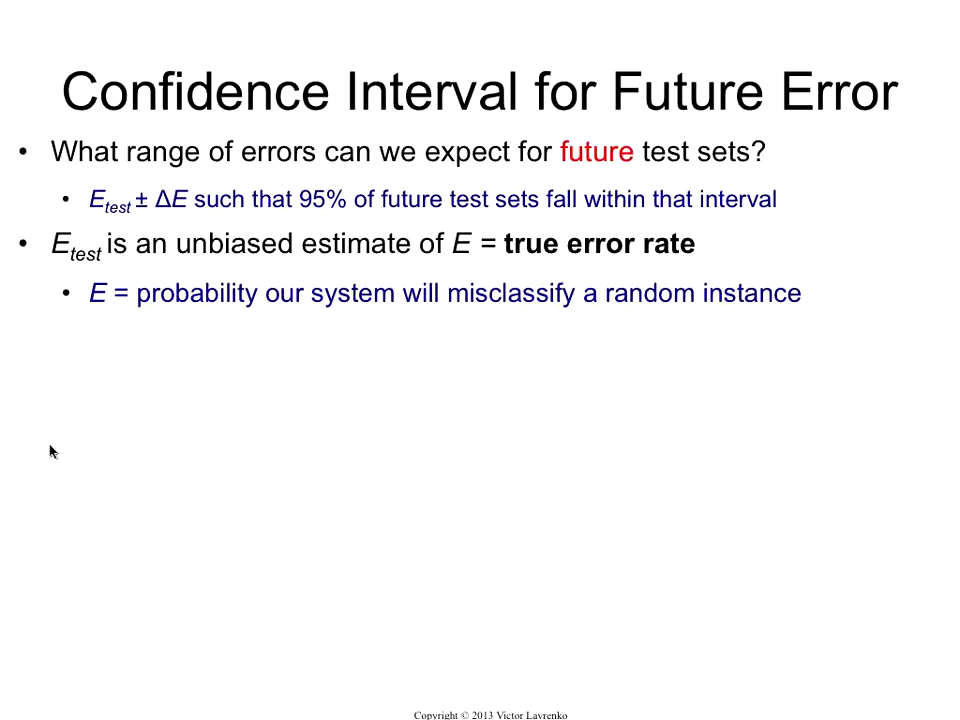 Confidence Interval for Future Error
• What range of errors can we expect for future test sets?
• Etest ± ΔE such that 95% of future test sets fall within that interval
• Etest is an unbiased estimate of E = true error rate
• E = probability our system will misclassify a random instance
Copyright © 2013 Victor Lavrenko